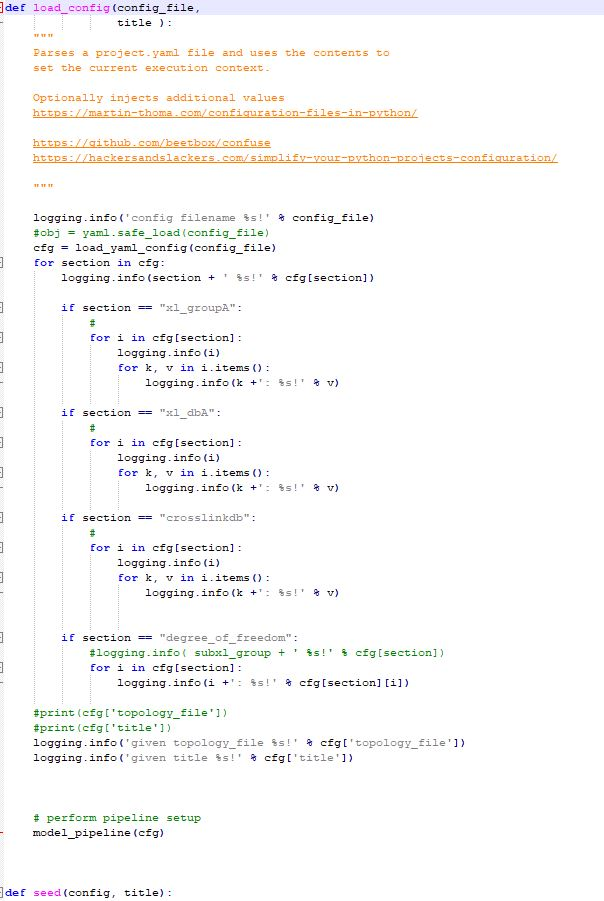 def load_config(config_file,
                title ):
    """
    Parses a project.yaml file and uses the contents to
    set the current execution context.

    Optionally injects additional values
    https://martin-thoma.com/configuration-files-in-python/

    https://github.com/beetbox/confuse
    https://hackersandslackers.com/simplify-your-python-projects-configuration/

    """

    logging.info('config filename %s!' % config_file)
    #obj = yaml.safe_load(config_file)
    cfg = load_yaml_config(config_file)
    for section in cfg:
        logging.info(section + ' %s!' % cfg[section])

        if section == "xl_groupA":
            #
            for i in cfg[section]:
                logging.info(i)
                for k, v in i.items():
                    logging.info(k +': %s!' % v)

        if section == "xl_dbA":
            #
            for i in cfg[section]:
                logging.info(i)
                for k, v in i.items():
                    logging.info(k +': %s!' % v)

        if section == "crosslinkdb":
            #
            for i in cfg[section]:
                logging.info(i)
                for k, v in i.items():
                    logging.info(k +': %s!' % v)


        if section == "degree_of_freedom":
            #logging.info( subxl_group + ' %s!' % cfg[section])
            for i in cfg[section]:
                logging.info(i +': %s!' % cfg[section][i])

    #print(cfg['topology_file'])
    #print(cfg['title'])
    logging.info('given topology_file %s!' % cfg['topology_file'])
    logging.info('given title %s!' % cfg['title'])



    # perform pipeline setup
    model_pipeline(cfg)



def seed(config, title):